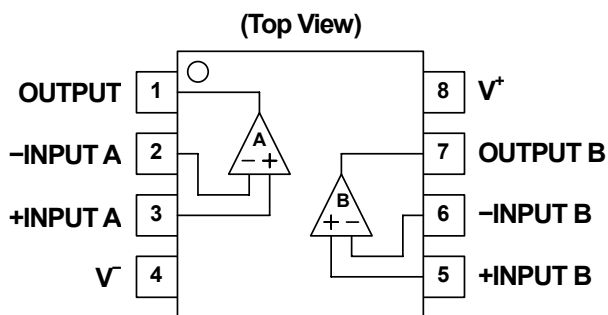 (Top View)
OUTPUT 1 8 V+
A
−INPUT A 2 − + 7 OUTPUT B
B
+INPUT A 3 + − 6 −INPUT B
V− 4 5 +INPUT B